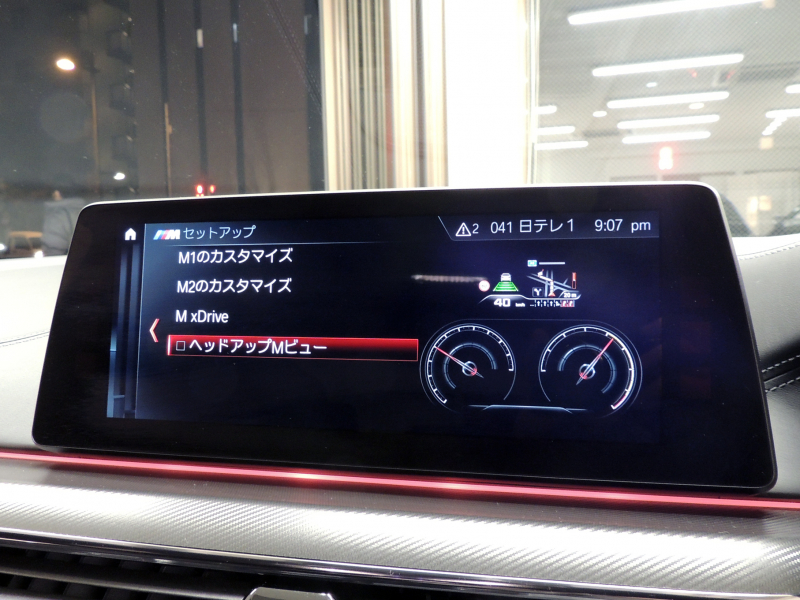 M セットアップ
2 041 日テレ1 9:07 pm
M1のカスタマイズ
M2のカスタマイズ
M xDrive
ヘッドアップMビュー
40 km/h
20 m